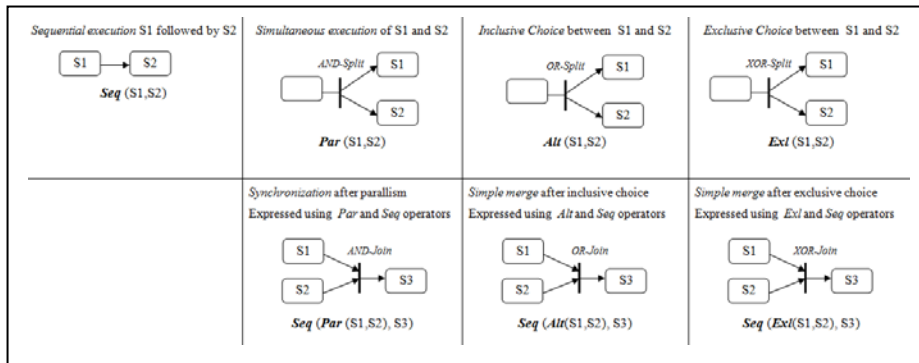 Sequential execution S1 followed by S2
S1
S2
Seq (S1,S2)
Simultaneous execution of S1 and S2
AND-Split
S1
S2
Par (S1,S2)
Inclusive Choice between S1 and S2
OR-Split
S1
S2
Alt (S1,S2)
Exclusive Choice between S1 and S2
XOR-Split
S1
S2
Exl (S1,S2)
Synchronization after parallism
Expressed using Par and Seq operators
S1
AND-Join
S2
S3
Seq (Par (S1,S2), S3)
Simple merge after inclusive choice
Expressed using Alt and Seq operators
S1
OR-Join
S2
S3
Seq (Alt(S1,S2), S3)
Simple merge after exclusive choice
Expressed using Exl and Seq operators
S1
XOR-Join
S2
S3
Seq (Exl(S1,S2), S3)